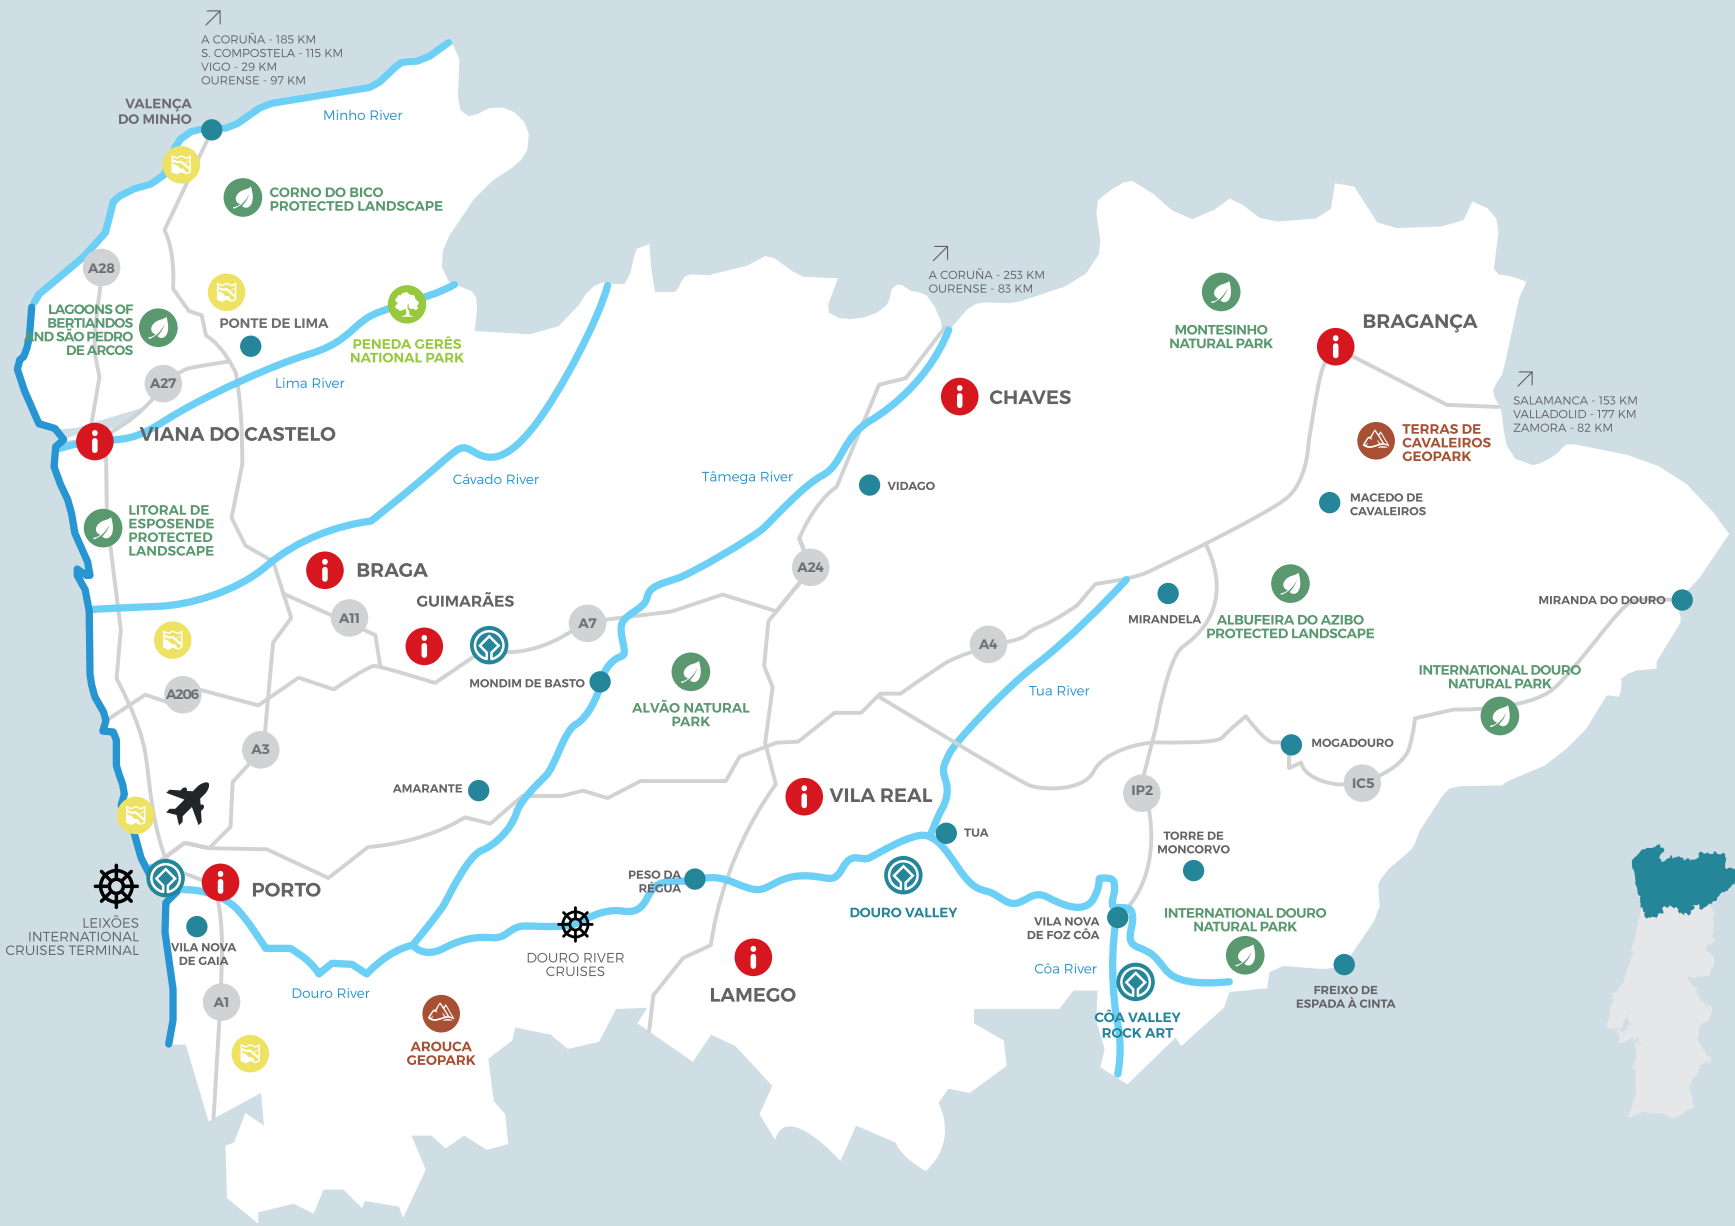 A CORUÑA - 185 KM
S. COMPOSTELA - 115 KM
VIGO - 29 KM
OURENSE - 97 KM
VALENÇA
DO MINHO
Minho River
CORNO DO BICO
PROTECTED LANDSCAPE
A28
LAGOONS OF
BERTIANDOS
AND SÃO PEDRO
DE ARCOS
PONTE DE LIMA
PENEDA GERÊS
NATIONAL PARK
A27
Lima River
VIANA DO CASTELO
A CORUÑA - 253 KM
OURENSE - 83 KM
MONTESINHO
NATURAL PARK
BRAGANÇA
CHAVES
SALAMANCA - 153 KM
VALLADOLID - 177 KM
ZAMORA - 82 KM
TERRAS DE
CAVALEIROS
GEOPARK
Cávado River
Tâmega River
VIDAGO
MACEDO DE
CAVALEIROS
LITORAL DE
ESPOSENDE
PROTECTED
LANDSCAPE
BRAGA
GUIMARÃES
A11
A7
A24
A4
MIRANDELA
ALBUFEIRA DO AZIBO
PROTECTED LANDSCAPE
MIRANDA DO DOURO
INTERNATIONAL DOURO
NATURAL PARK
A206
MONDIM DE BASTO
ALVÃO NATURAL
PARK
Tua River
A3
MOGADOURO
IC5
IP2
AMARANTE
VILA REAL
TUA
TORRE DE
MONCORVO
PORTO
PESO DA
RÉGUA
DOURO VALLEY
LEIXÕES
INTERNATIONAL
CRUISES TERMINAL
VILA NOVA
DE GAIA
DOURO RIVER
CRUISES
VILA NOVA
DE FOZ CÔA
INTERNATIONAL DOURO
NATURAL PARK
Côa River
Douro River
A1
LAMEGO
FREIXO DE
ESPADA À CINTA
CÔA VALLEY
ROCK ART
AROUCA
GEOPARK